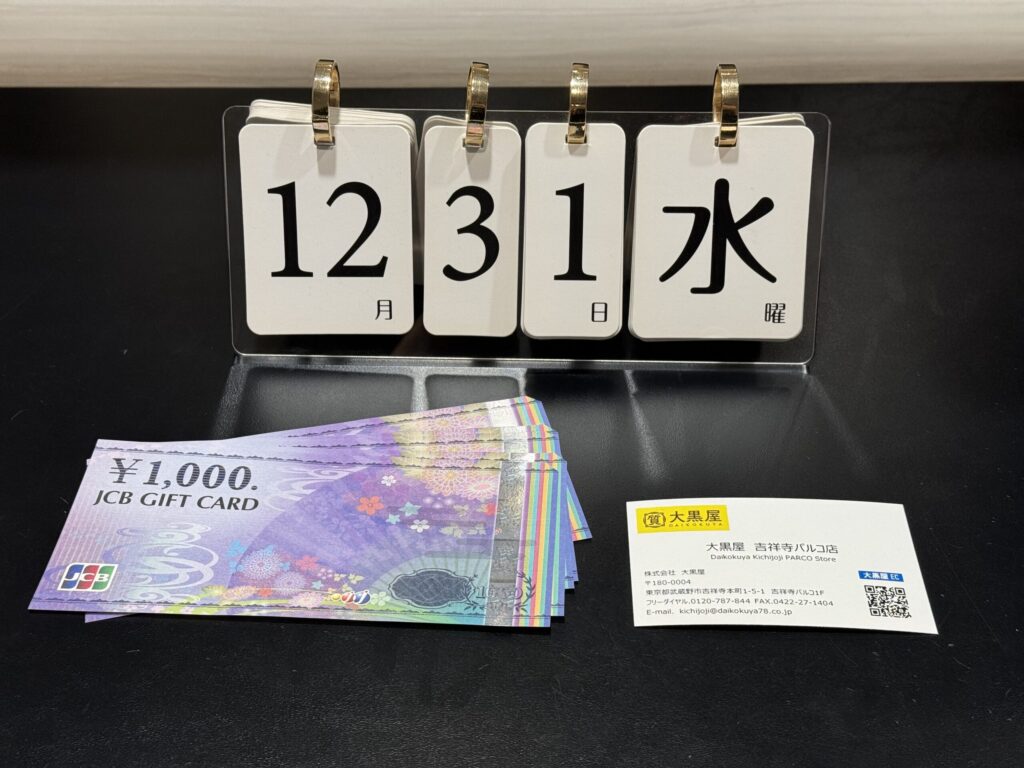 12
月
3
1
日
水
曜
¥1,000.
JCB GIFT CARD
JCB
質 大黒屋
DAIKOKUYA
大黒屋 吉祥寺パルコ店
Daikokuya Kichijoji PARCO Store
株式会社 大黒屋
〒180-0004
大黒屋 EC
東京都武蔵野市吉祥寺本町1-5-1 吉祥寺パルコ1F
フリーダイヤル.0120-787-844 FAX.0422-27-1404
E-mail. kichijoji@daikokuya78.co.jp